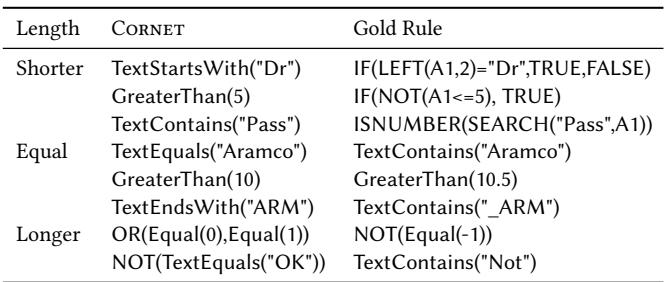 Length CORNET Gold Rule
Shorter TextStartsWith("Dr") IF(LEFT(A1,2)="Dr",TRUE,FALSE)
GreaterThan(5) IF(NOT(A1<=5), TRUE)
TextContains("Pass") ISNUMBER(SEARCH("Pass",A1))
Equal TextEquals("Aramco") TextContains("Aramco")
GreaterThan(10) GreaterThan(10.5)
TextEndsWith("ARM") TextContains("_ARM")
Longer OR(Equal(0),Equal(1)) NOT(Equal(-1))
NOT(TextEquals("OK")) TextContains("Not")